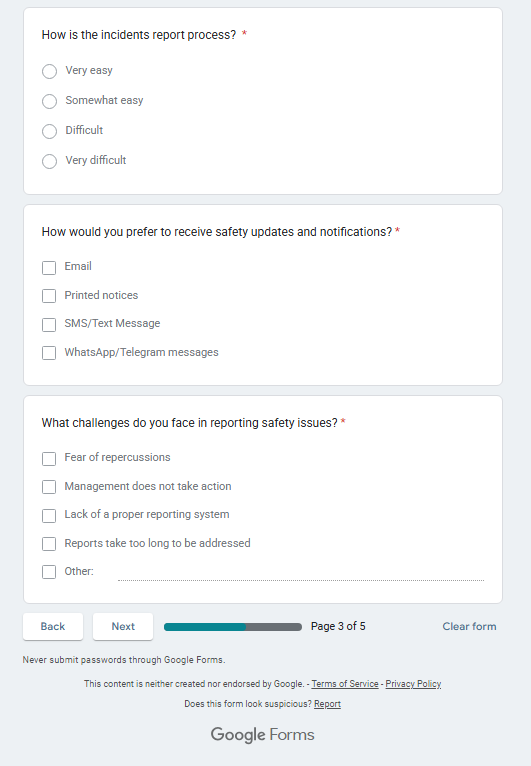 How is the incidents report process? *
Very easy
Somewhat easy
Difficult
Very difficult
How would you prefer to receive safety updates and notifications? *
Email
Printed notices
SMS/Text Message
WhatsApp/Telegram messages
What challenges do you face in reporting safety issues? *
Fear of repercussions
Management does not take action
Lack of a proper reporting system
Reports take too long to be addressed
Other:
Back Next Page 3 of 5 Clear form
Never submit passwords through Google Forms.
This content is neither created nor endorsed by Google. - Terms of Service - Privacy Policy
Does this form look suspicious? Report
Google Forms